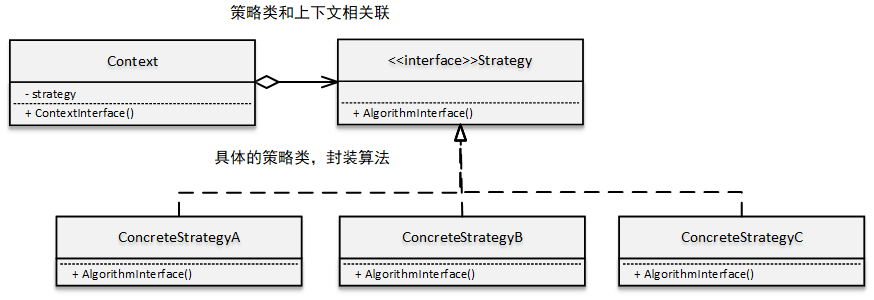 策略类和上下文相关联
Context
<<interface>>Strategy
- strategy
+ ContextInterface()
+ AlgorithmInterface()
具体的策略类，封装算法
ConcreteStrategyA
ConcreteStrategyB
ConcreteStrategyC
+ AlgorithmInterface()
+ AlgorithmInterface()
+ AlgorithmInterface()